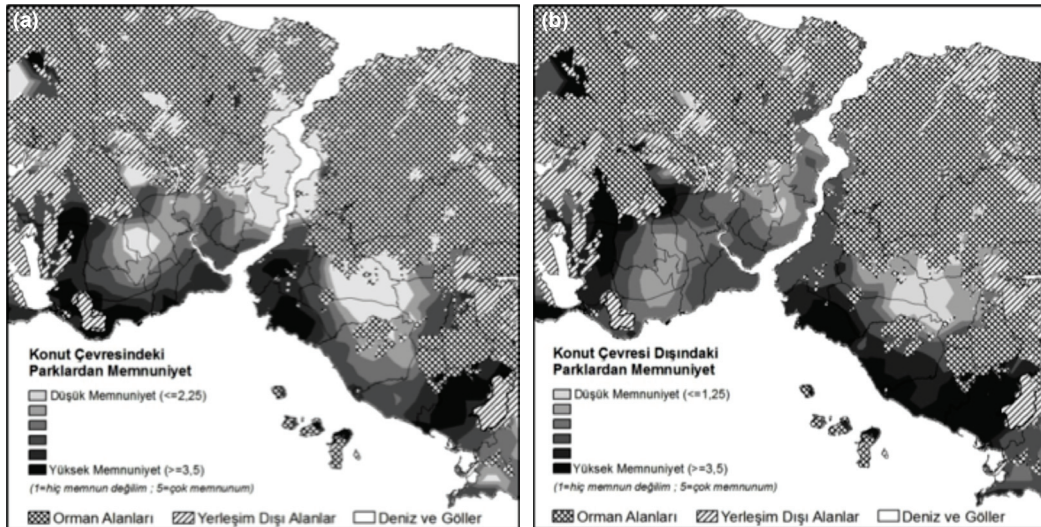 (a)
Konut Çevresindeki
Parklardan Memnuniyet
Düşük Memnuniyet (<=2,25)
Yüksek Memnuniyet (>=3,5)
(1=hiç memnun değilim ; 5=çok memnunum)
Orman Alanları Yerleşim Dışı Alanlar Deniz ve Göller
(b)
Konut Çevresi Dışındaki
Parklardan Memnuniyet
Düşük Memnuniyet (<=1,25)
Yüksek Memnuniyet (>=3,5)
(1=hiç memnun değilim ; 5=çok memnunum)
Orman Alanları Yerleşim Dışı Alanlar Deniz ve Göller